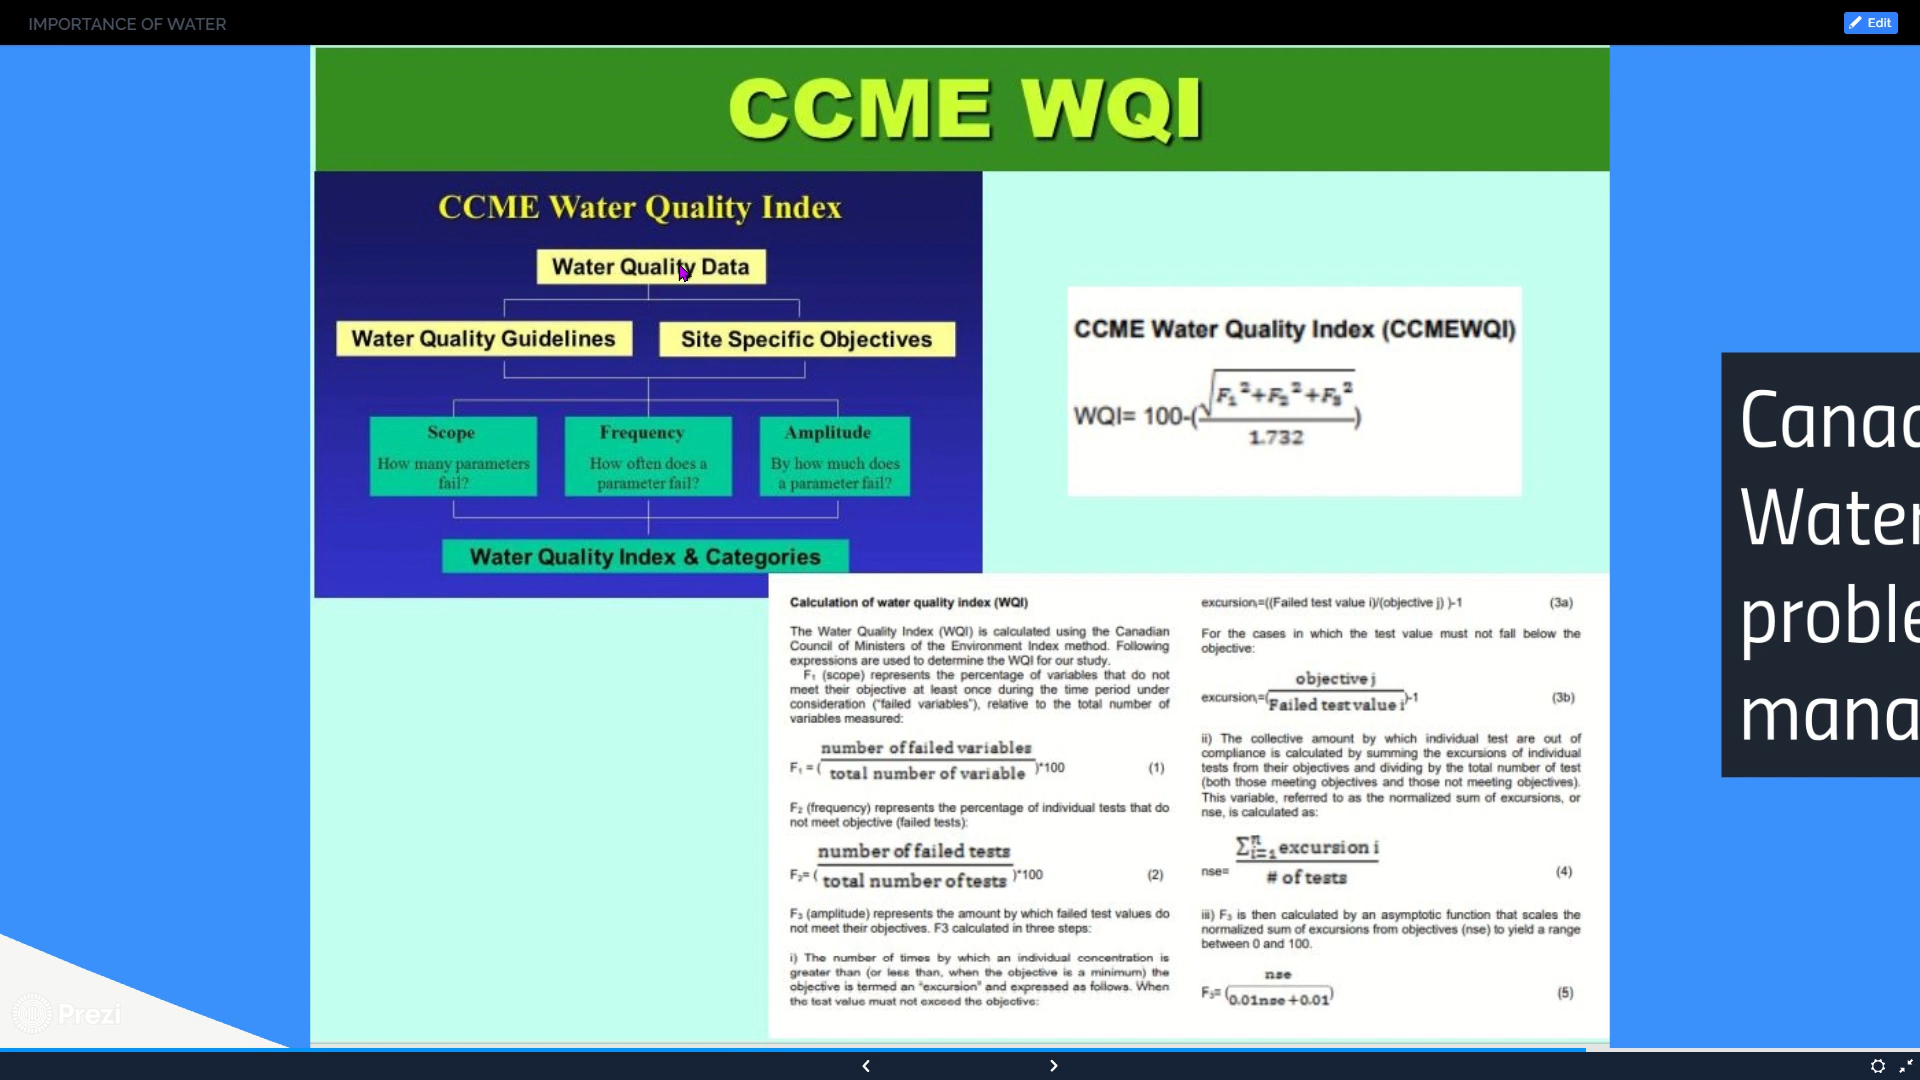 IMPORTANCE OF WATER
Edit
CCME WQI
CCME Water Quality Index
Water Quality Data
Water Quality Guidelines
Site Specific Objectives
Scope
How many parameters
fail?
Frequency
How often does a
parameter fail?
Amplitude
By how much does
a parameter fail?
Water Quality Index & Categories
CCME Water Quality Index (CCMEWQI)
WQI= 100-(√F₁²+F₂²+F₃²
1.732)
Calculation of water quality index (WQI)
The Water Quality Index (WQI) is calculated using the Canadian
Council of Ministers of the Environment Index method. Following
expressions are used to determine the WQI for our study.
F₁ (scope) represents the percentage of variables that do not
meet their objective at least once during the time period under
consideration (“failed variables”), relative to the total number of
variables measured:
F₁ = (number of failed variables
total number of variable)*100 (1)
F₂ (frequency) represents the percentage of individual tests that do
not meet objective (failed tests):
F₂= (number of failed tests
total number of tests)*100 (2)
F₃ (amplitude) represents the amount by which failed test values do
not meet their objectives. F3 calculated in three steps:
i) The number of times by which an individual concentration is
greater than (or less than, when the objective is a minimum) the
objective is termed an “excursion” and expressed as follows. When
the test value must not exceed the objective:
excursionᵢ=((Failed test value i)/(objective j) )-1 (3a)
For the cases in which the test value must not fall below the
objective:
excursionᵢ=(objective j
Failed test value i)-1 (3b)
ii) The collective amount by which individual test are out of
compliance is calculated by summing the excursions of individual
tests from their objectives and dividing by the total number of test
(both those meeting objectives and those not meeting objectives).
This variable, referred to as the normalized sum of excursions, or
nse, is calculated as:
nse= ∑ⁿᵢ₌₁ excursion i
# of tests (4)
iii) F₃ is then calculated by an asymptotic function that scales the
normalized sum of excursions from objectives (nse) to yield a range
between 0 and 100.
F₃= (nse
0.01nse+0.01) (5)
Prezi